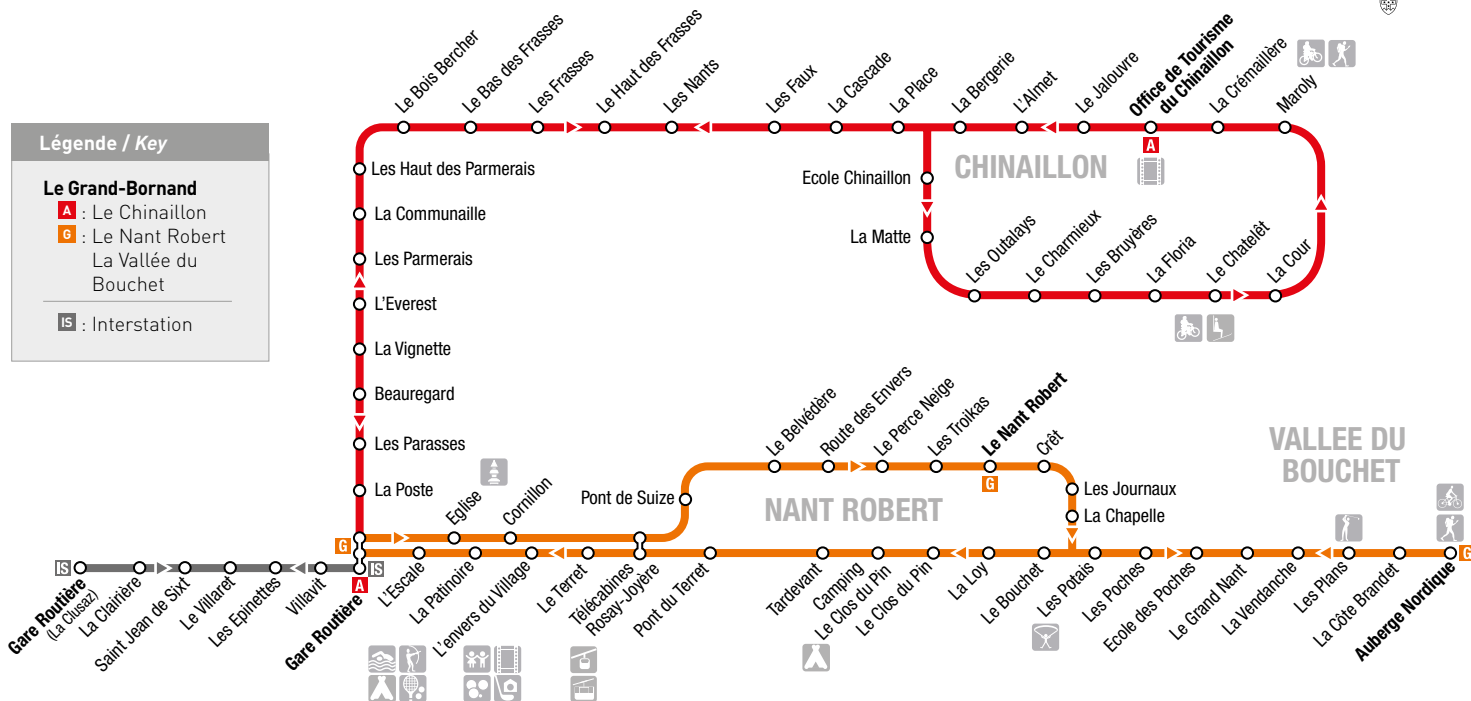 Légende / Key
Le Grand-Bornand
A : Le Chinaillon
G : Le Nant Robert
La Vallée du
Bouchet
IS : Interstation
Le Bois Bercher
Le Bas des Frasses
Les Frasses
Le Haut des Frasses
Les Nants
Les Faux
La Cascade
La Place
La Bergerie
L'Almet
Le Jalouvre
Office de Tourisme
du Chinaillon
A
La Crémaillère
Maroly
CHINAILLON
Ecole Chinaillon
La Matte
Les Outalays
Le Charmieux
Les Bruyères
La Floria
Le Chatelêt
La Cour
Les Haut des Parmerais
La Communaille
Les Parmerais
L'Everest
La Vignette
Beauregard
Les Parasses
La Poste
Eglise
Cornillon
Pont de Suize
Le Belvédère
Route des Envers
Le Perce Neige
Les Troikas
Le Nant Robert
G
Crêt
Les Journaux
La Chapelle
NANT ROBERT
VALLEE DU
BOUCHET
G
IS
IS
A
G
Gare Routière
(La Clusaz)
La Clairière
Saint Jean de Sixt
Le Villaret
Les Epinettes
Villavit
Gare Routière
L'Escale
La Patinoire
L'envers du Village
Le Terret
Télécabines
Rosay-Joyère
Pont du Terret
Tardevant
Camping
Le Clos du Pin
Le Clos du Pin
La Loy
Le Bouchet
Les Potais
Les Poches
Ecole des Poches
Le Grand Nant
La Vendanche
Les Plans
La Côte Brandet
Auberge Nordique